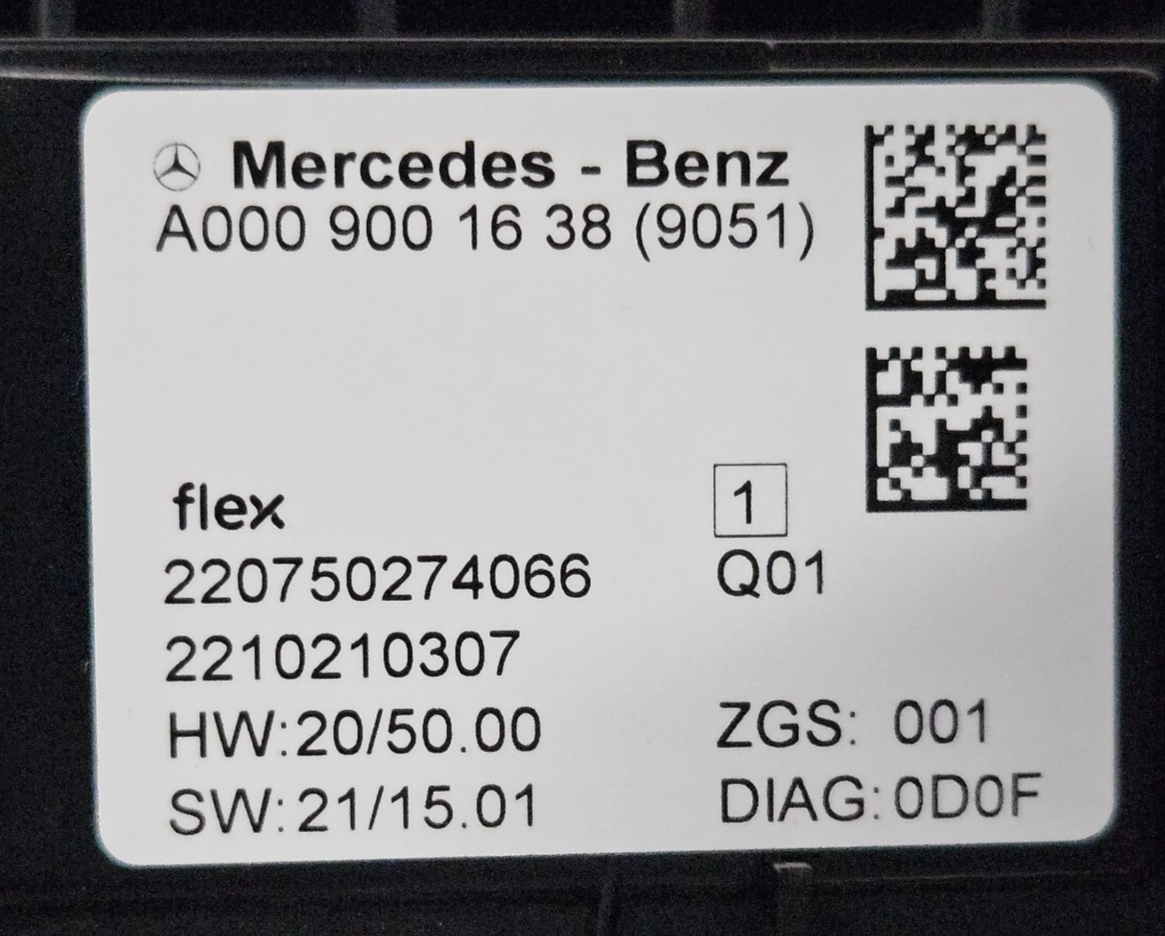 Mercedes - Benz
A000 900 16 38 (9051)
flex
1
220750274066
Q01
2210210307
HW:20/50.00
ZGS: 001
SW:21/15.01
DIAG:0D0F